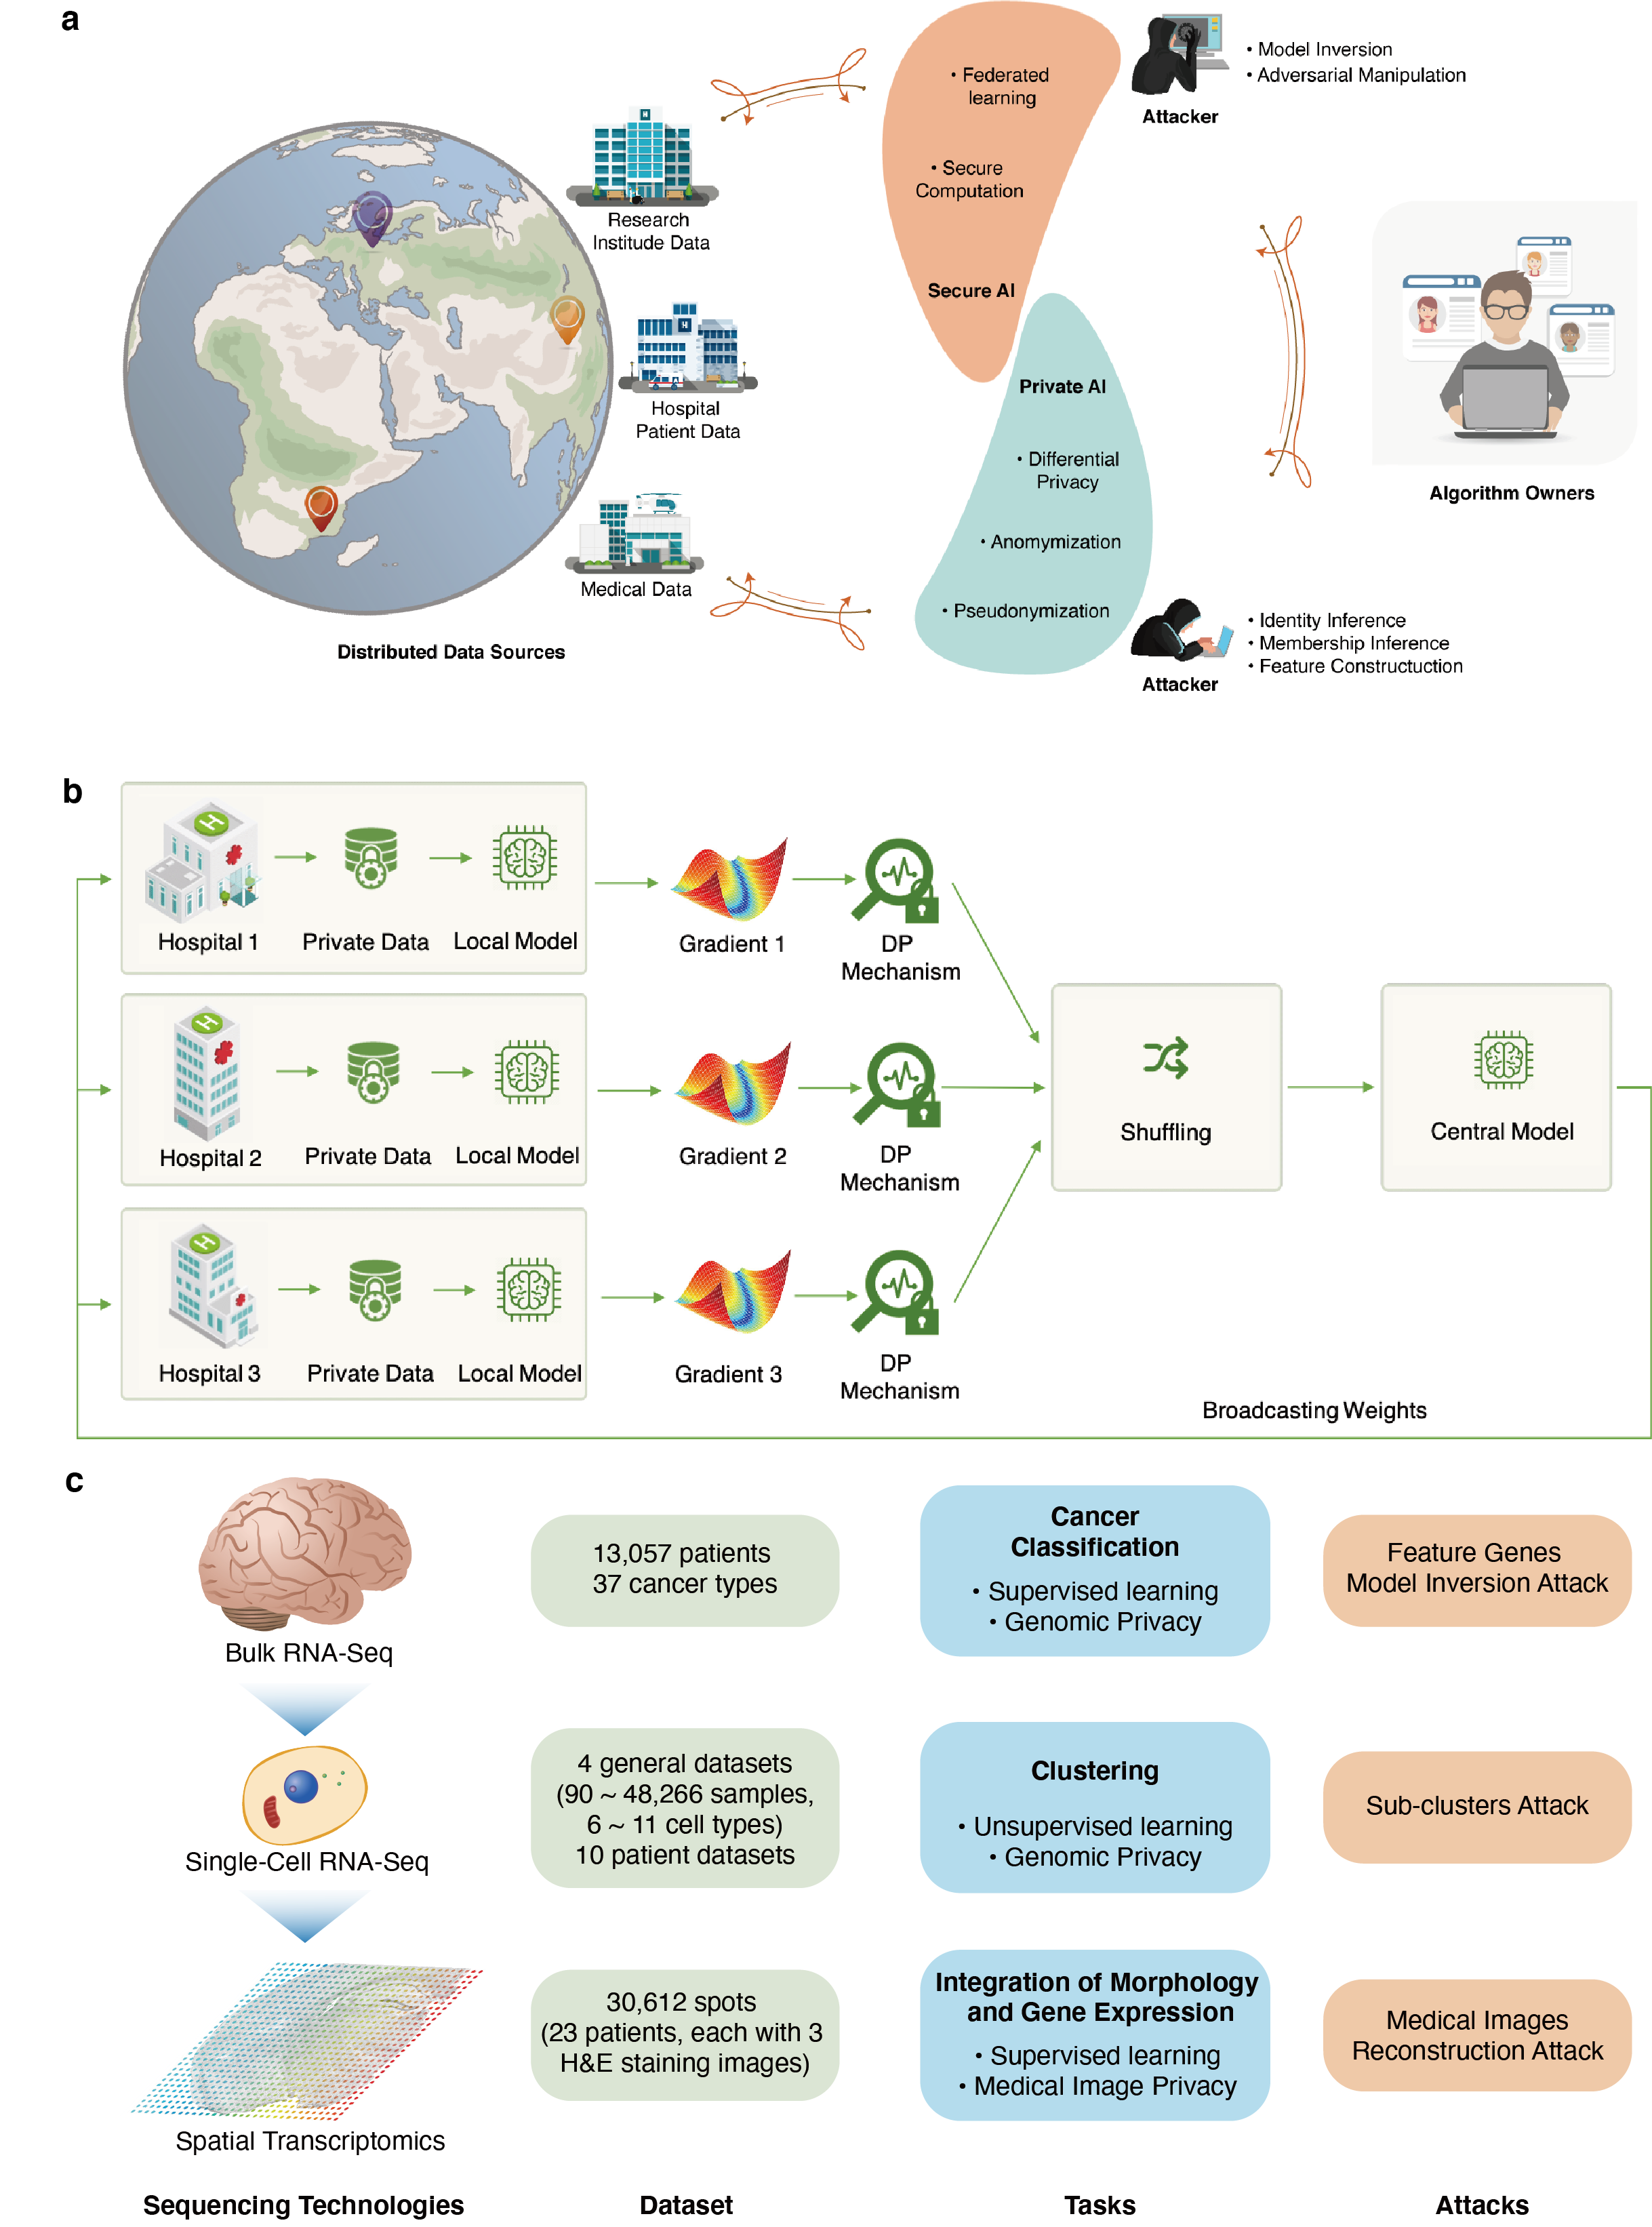 a
• Federated
learning
• Secure
Computation
Secure AI
Attacker
• Model Inversion
• Adversarial Manipulation
Research
Institude Data
Hospital
Patient Data
Medical Data
Distributed Data Sources
Private AI
• Differential
Privacy
• Anomymization
• Pseudonymization
Algorithm Owners
Attacker
• Identity Inference
• Membership Inference
• Feature Constructuction
b
Hospital 1
Private Data
Local Model
Gradient 1
DP
Mechanism
Hospital 2
Private Data
Local Model
Gradient 2
DP
Mechanism
Hospital 3
Private Data
Local Model
Gradient 3
DP
Mechanism
Shuffling
Central Model
Broadcasting Weights
c
Bulk RNA-Seq
13,057 patients
37 cancer types
Cancer
Classification
• Supervised learning
• Genomic Privacy
Feature Genes
Model Inversion Attack
Single-Cell RNA-Seq
4 general datasets
(90 ~ 48,266 samples,
6 ~ 11 cell types)
10 patient datasets
Clustering
• Unsupervised learning
• Genomic Privacy
Sub-clusters Attack
Spatial Transcriptomics
30,612 spots
(23 patients, each with 3
H&E staining images)
Integration of Morphology
and Gene Expression
• Supervised learning
• Medical Image Privacy
Medical Images
Reconstruction Attack
Sequencing Technologies
Dataset
Tasks
Attacks